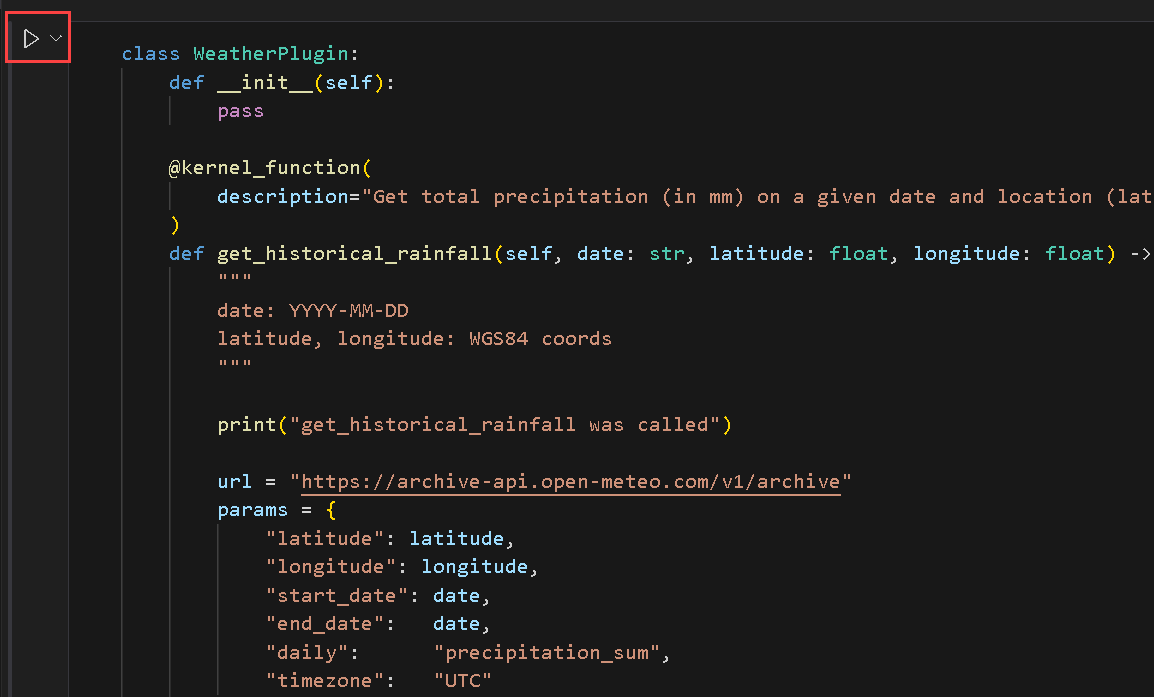 class WeatherPlugin:
    def __init__(self):
        pass

    @kernel_function(
        description="Get total precipitation (in mm) on a given date and location (lat
    )
    def get_historical_rainfall(self, date: str, latitude: float, longitude: float) ->
        """
        date: YYYY-MM-DD
        latitude, longitude: WGS84 coords
        """

        print("get_historical_rainfall was called")

        url = "https://archive-api.open-meteo.com/v1/archive"
        params = {
            "latitude": latitude,
            "longitude": longitude,
            "start_date": date,
            "end_date":   date,
            "daily":      "precipitation_sum",
            "timezone":   "UTC"